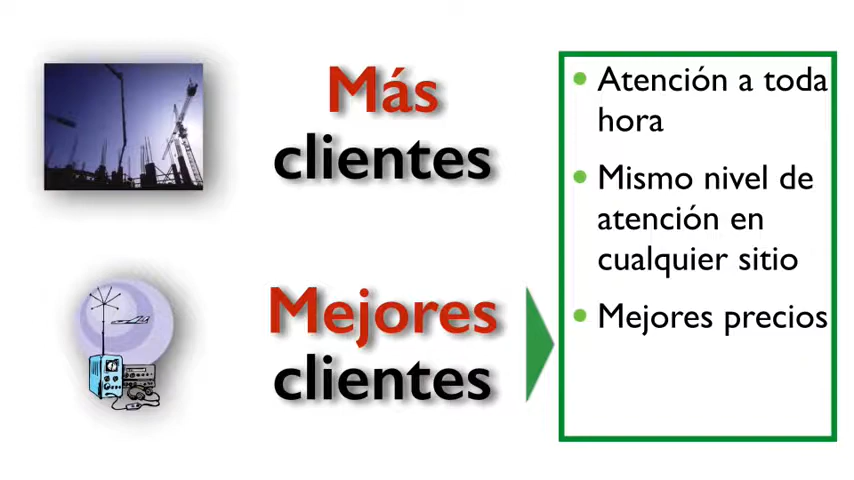 Más
clientes
Mejores
clientes
• Atención a toda
hora
• Mismo nivel de
atención en
cualquier sitio
• Mejores precios